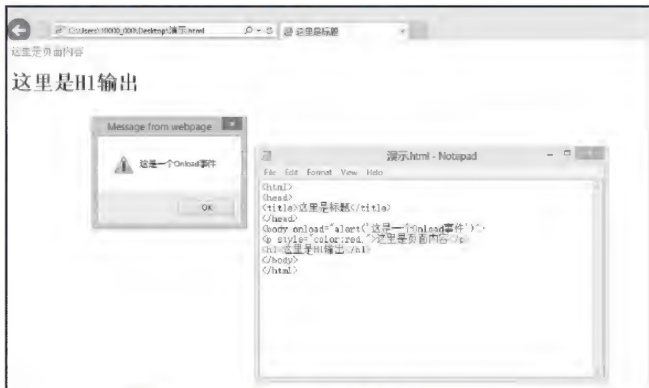 C:\Users\10000_000\Desktop\演示.html
这里是标题
这里是页面内容
这里是H1输出
Message from webpage
这是一个Onload事件
OK
演示.html - Notepad
File Edit Format View Help
<html>
<head>
<title>这里是标题</title>
</head>
<body onload="alert('这是一个Onload事件')">
<p style="color:red;">这里是页面内容</p>
<h1>这里是H1输出</h1>
</body>
</html>